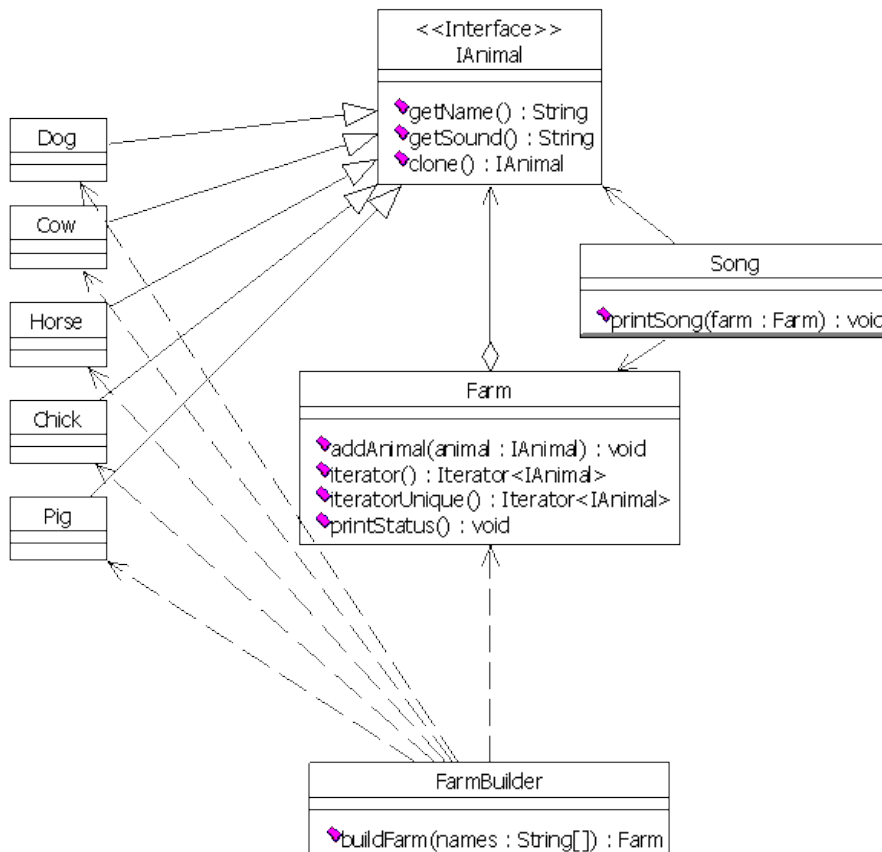 <<Interface>>
IAnimal
getName() : String
getSound() : String
clone() : IAnimal
Dog
Cow
Horse
Chick
Pig
Song
printSong(farm : Farm) : void
Farm
addAnimal(animal : IAnimal) : void
iterator() : Iterator<IAnimal>
iteratorUnique() : Iterator<IAnimal>
printStatus() : void
FarmBuilder
buildFarm(names : String[]) : Farm